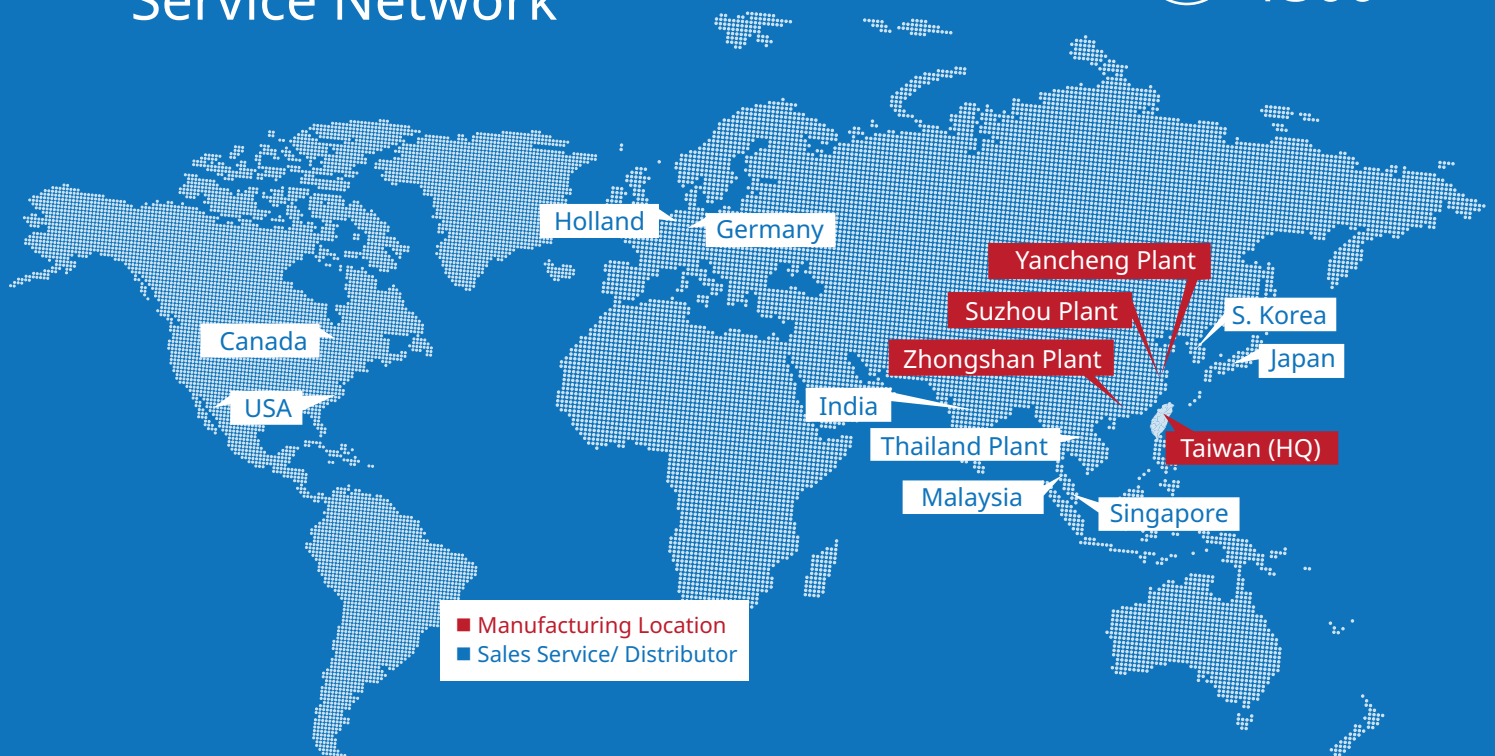 Service Network
Holland
Germany
Yancheng Plant
Suzhou Plant
S. Korea
Canada
Zhongshan Plant
Japan
USA
India
Thailand Plant
Taiwan (HQ)
Malaysia
Singapore
Manufacturing Location
Sales Service/ Distributor